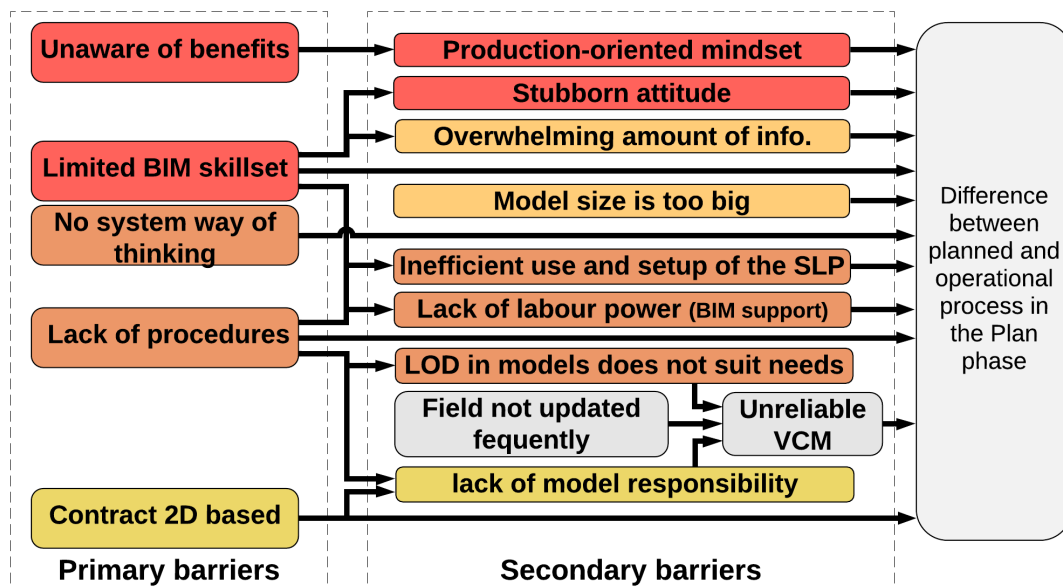 Unaware of benefits
Limited BIM skillset
No system way of
thinking
Lack of procedures
Contract 2D based
Primary barriers
Production-oriented mindset
Stubborn attitude
Overwhelming amount of info.
Model size is too big
Inefficient use and setup of the SLP
Lack of labour power (BIM support)
LOD in models does not suit needs
Field not updated
fequently
Unreliable
VCM
lack of model responsibility
Secondary barriers
Difference
between
planned and
operational
process in
the Plan
phase